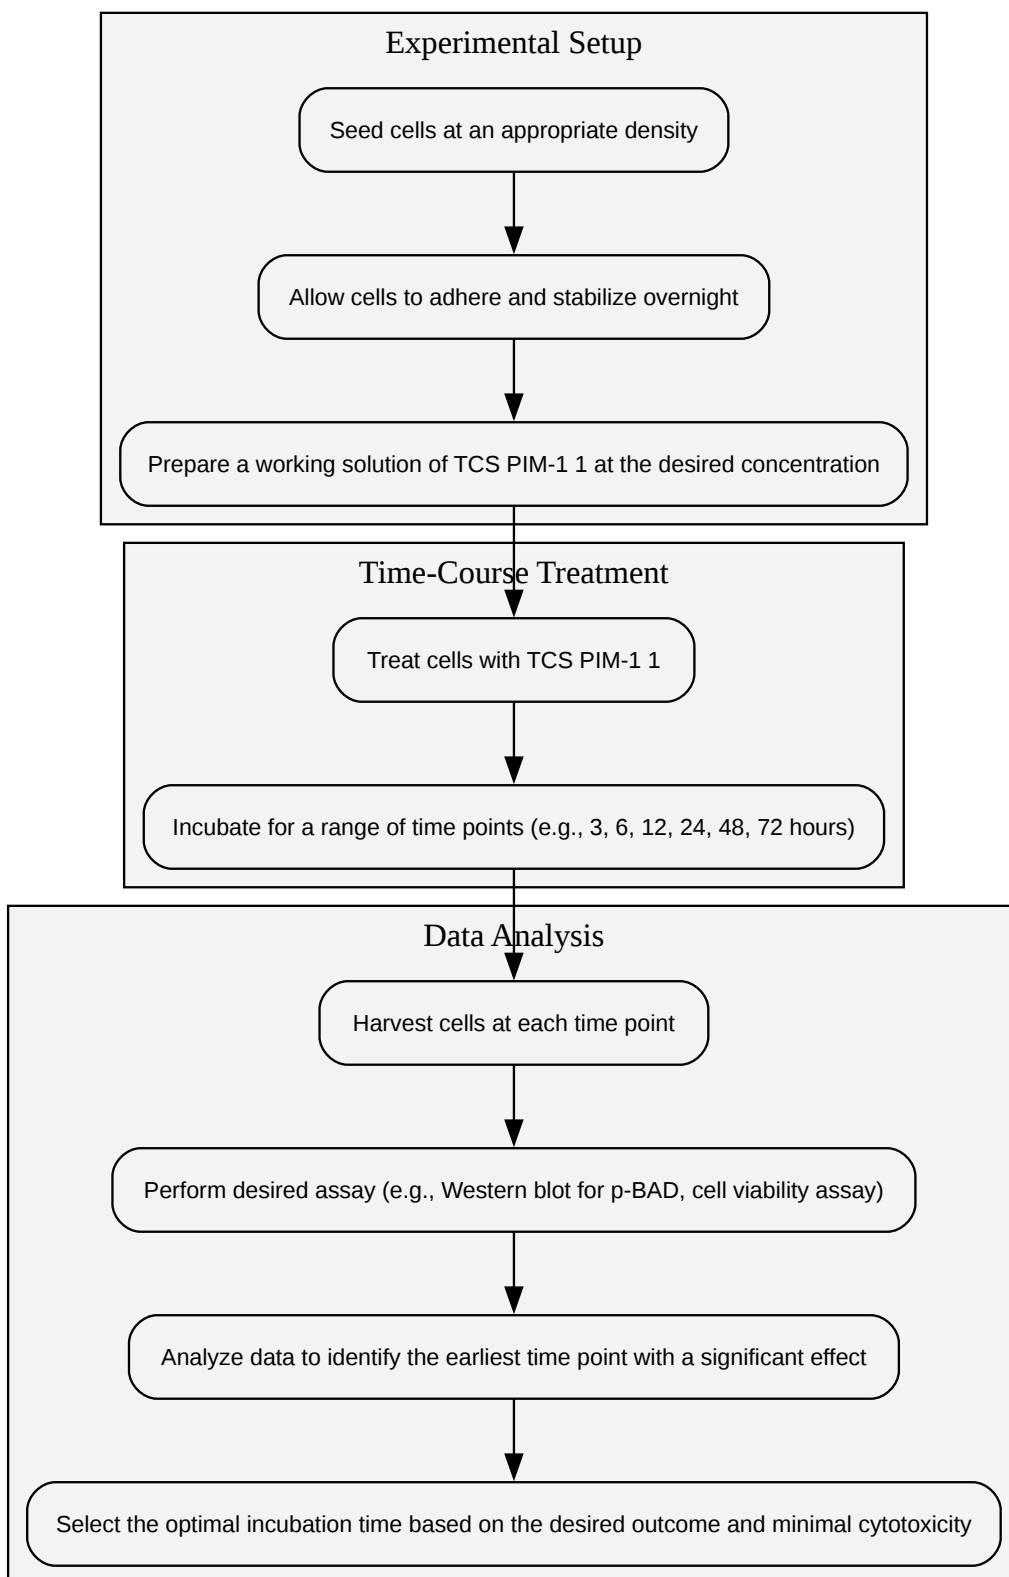 Experimental Setup
Seed cells at an appropriate density
Allow cells to adhere and stabilize overnight
Prepare a working solution of TCS PIM-1 1 at the desired concentration
Time-Course Treatment
Treat cells with TCS PIM-1 1
Incubate for a range of time points (e.g., 3, 6, 12, 24, 48, 72 hours)
Data Analysis
Harvest cells at each time point
Perform desired assay (e.g., Western blot for p-BAD, cell viability assay)
Analyze data to identify the earliest time point with a significant effect
Select the optimal incubation time based on the desired outcome and minimal cytotoxicity